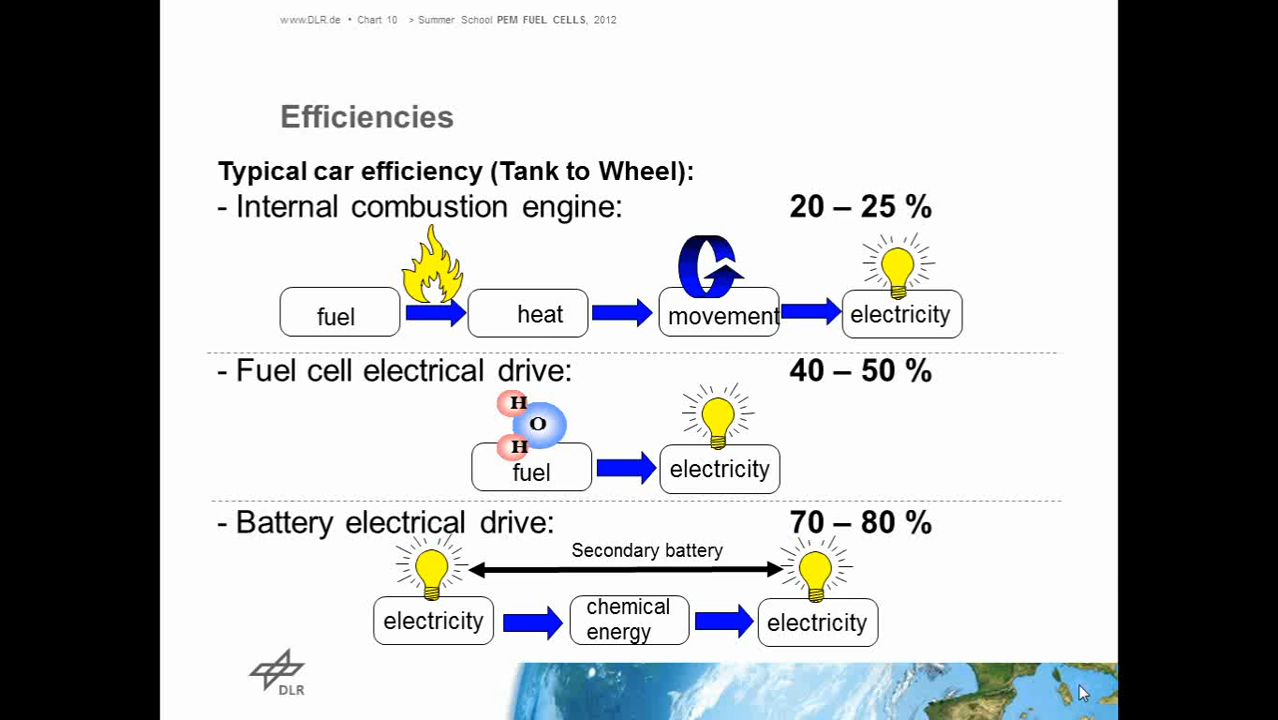 www.DLR.de • Chart 10 > Summer School PEM FUEL CELLS, 2012
Efficiencies
Typical car efficiency (Tank to Wheel):
- Internal combustion engine: 20 – 25 %
fuel heat movement electricity
- Fuel cell electrical drive: 40 – 50 %
H
O
H
fuel electricity
- Battery electrical drive: 70 – 80 %
Secondary battery
electricity chemical energy electricity
DLR